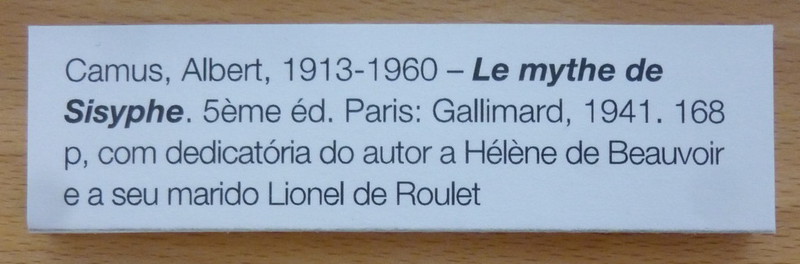 Camus, Albert, 1913-1960 – Le mythe de
Sisyphe. 5ème éd. Paris: Gallimard, 1941. 168
p, com dedicatória do autor a Hélène de Beauvoir
e a seu marido Lionel de Roulet